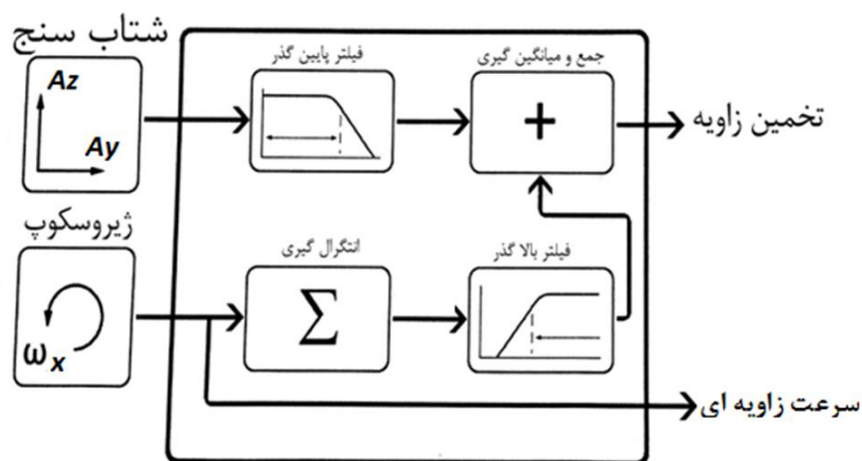 شتاب سنج
Az
Ay
فیلتر پایین گذر
جمع و میانگین گیری
+
تخمین زاویه
ژیروسکوپ
ωx
انتگرال گیری
Σ
فیلتر بالا گذر
سرعت زاویه ای